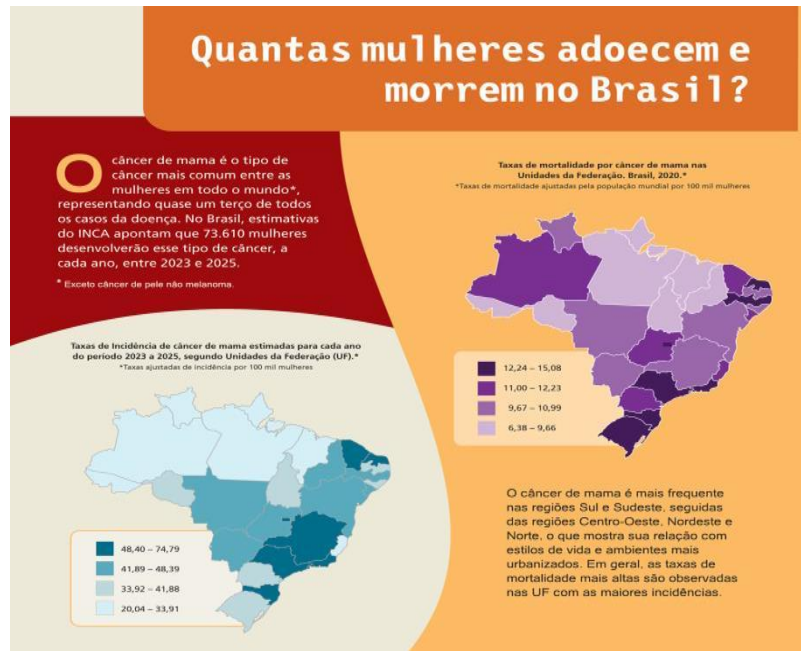 Quantas mulheres adoecem e
morrem no Brasil?
O câncer de mama é o tipo de
câncer mais comum entre as
mulheres em todo o mundo*,
representando quase um terço de todos
os casos da doença. No Brasil, estimativas
do INCA apontam que 73.610 mulheres
desenvolverão esse tipo de câncer, a
cada ano, entre 2023 e 2025.
* Exceto câncer de pele não melanoma.
Taxas de Incidência de câncer de mama estimadas para cada ano
do período 2023 a 2025, segundo Unidades da Federação (UF).*
*Taxas ajustadas de incidência por 100 mil mulheres
48,40 – 74,79
41,89 – 48,39
33,92 – 41,88
20,04 – 33,91
Taxas de mortalidade por câncer de mama nas
Unidades da Federação. Brasil, 2020.*
*Taxas de mortalidade ajustadas pela população mundial por 100 mil mulheres
12,24 – 15,08
11,00 – 12,23
9,67 – 10,99
6,38 – 9,66
O câncer de mama é mais frequente
nas regiões Sul e Sudeste, seguidas
das regiões Centro-Oeste, Nordeste e
Norte, o que mostra sua relação com
estilos de vida e ambientes mais
urbanizados. Em geral, as taxas de
mortalidade mais altas são observadas
nas UF com as maiores incidências.